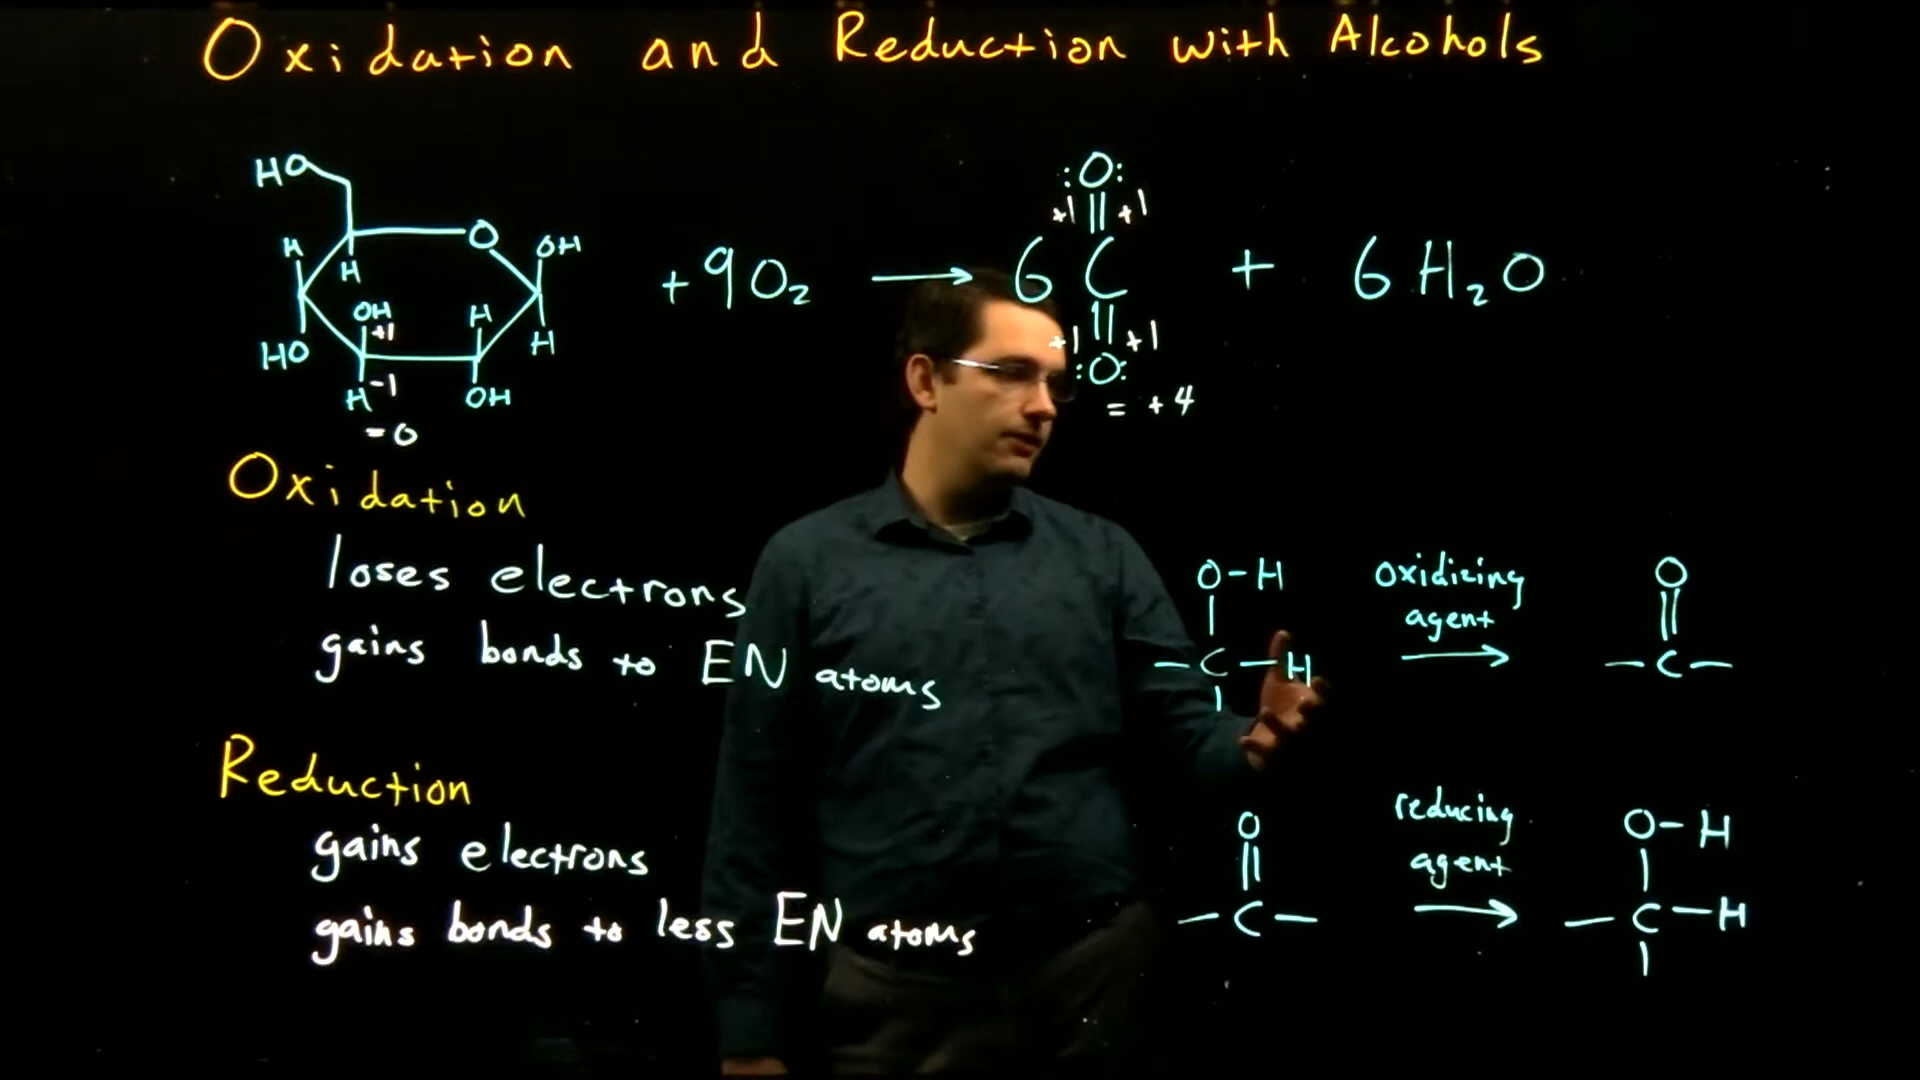 Oxidation and Reduction with Alcohols
HO
H
H
O
OH
OH
+1
H
H
HO
H
-1
OH
= 0
+ 9O₂ ⟶ 6 C + 6 H₂O
:O:
+1 +1
+1 +1
:O:
= +4
Oxidation
loses electrons
gains bonds to EN atoms
O-H
-C-H
oxidizing
agent
⟶
O
-C-
Reduction
gains electrons
gains bonds to less EN atoms
O
-C-
reducing
agent
⟶
O-H
-C-H